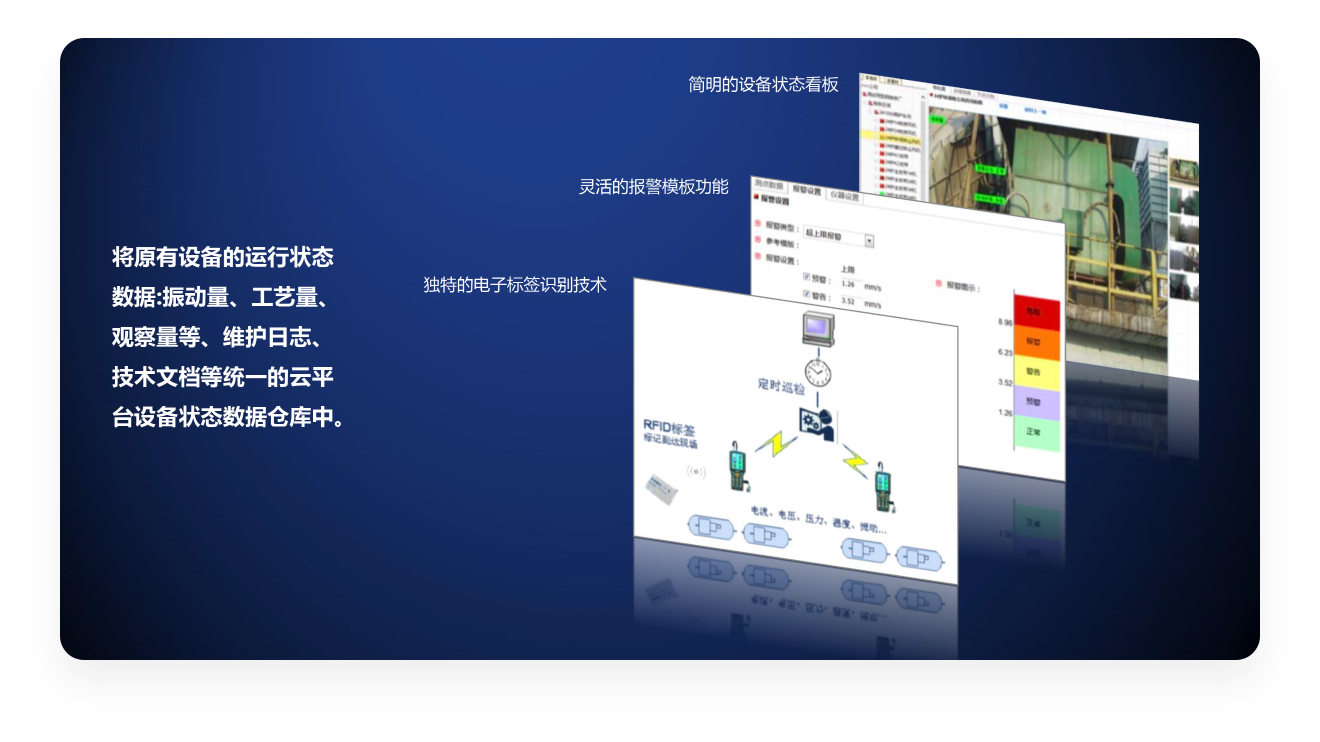 简明的设备状态看板
灵活的报警模板功能
独特的电子标签识别技术
将原有设备的运行状态
数据:振动量、工艺量、
观察量等、维护日志、
技术文档等统一的云平
台设备状态数据仓库中。
测点数据 报警设置 仪器设置
报警设置
报警类型： 超上限报警
参考模版：
报警设置：
上限
预警： 1.26 mm/s
警告： 3.52 mm/s
报警图示：
危险
8.98
报警
6.23
警告
3.52
预警
1.26
正常
定时巡检
RFID标签
标记到达现场
电流、电压、压力、温度、振动...